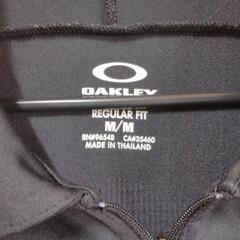 OAKLEY
REGULAR FIT
M/M
RN#96548 CA#35460
MADE IN THAILAND